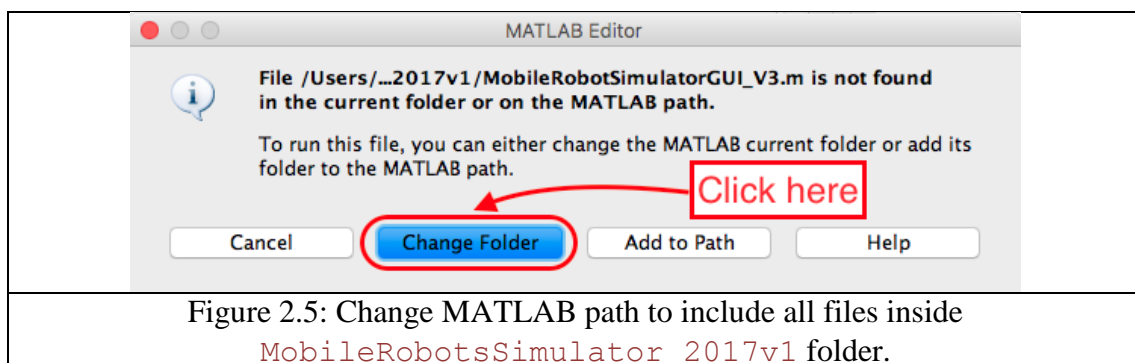 MATLAB Editor
File /Users/...2017v1/MobileRobotSimulatorGUI_V3.m is not found
in the current folder or on the MATLAB path.
To run this file, you can either change the MATLAB current folder or add its
folder to the MATLAB path.
Click here
Cancel Change Folder Add to Path Help
Figure 2.5: Change MATLAB path to include all files inside
MobileRobotsSimulator_2017v1 folder.